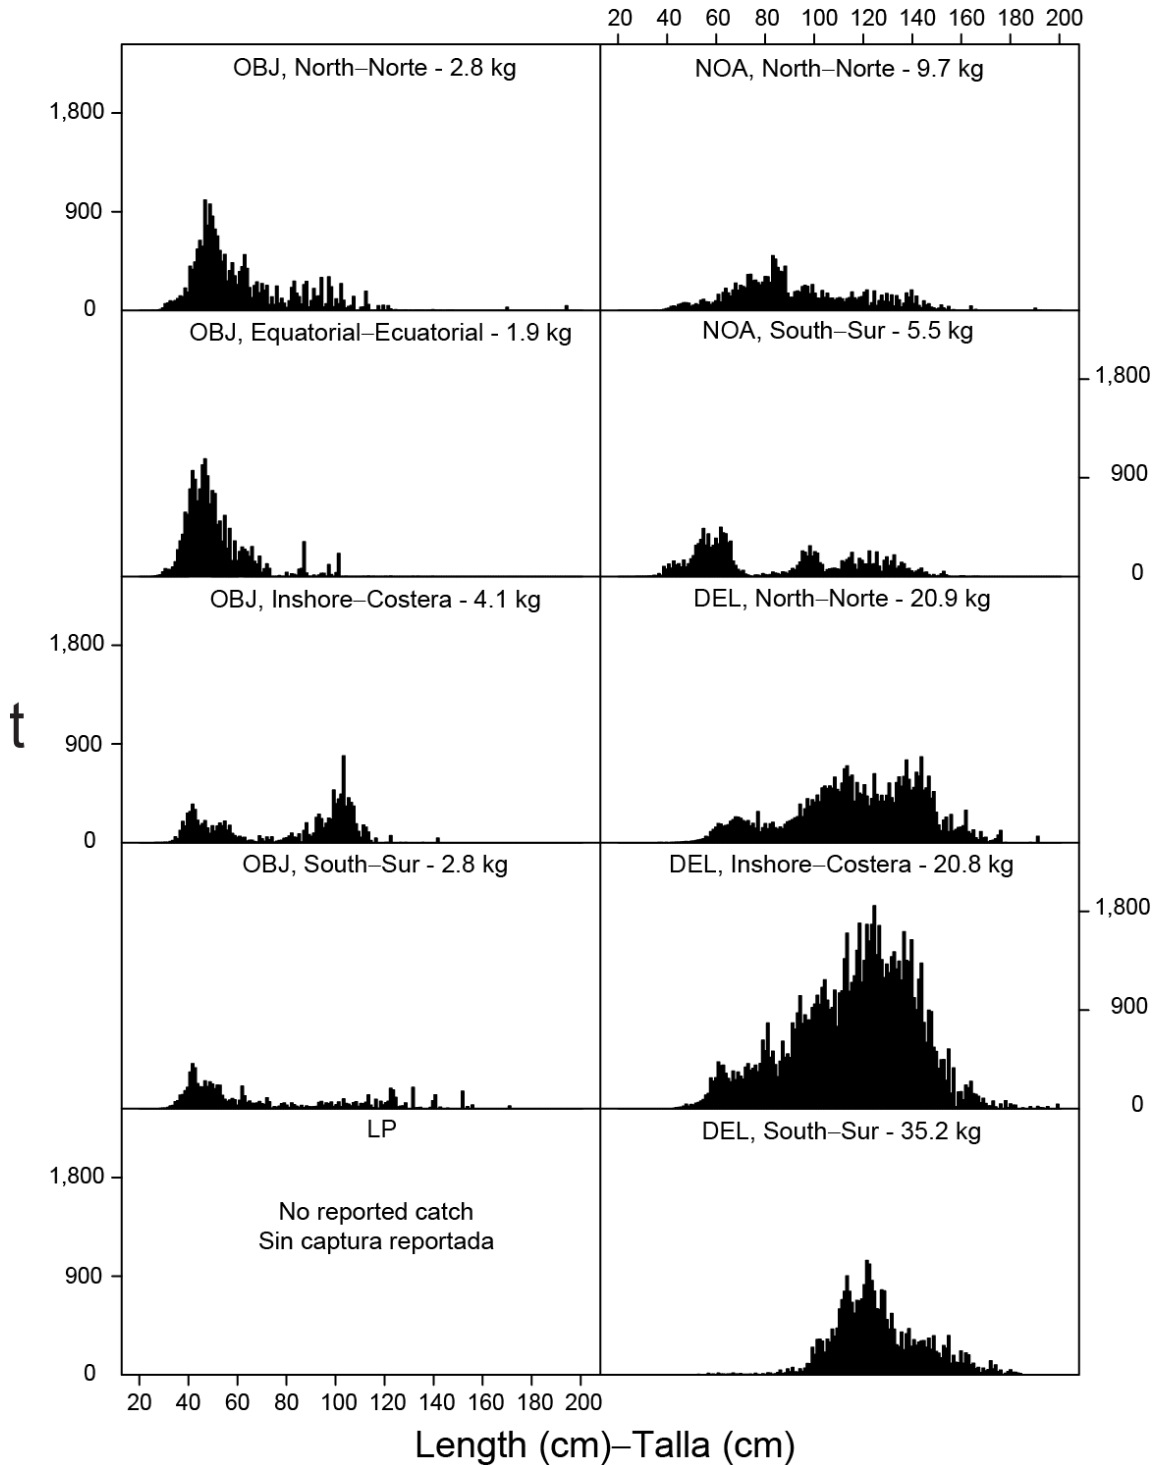 20 40 60 80 100 120 140 160 180 200
OBJ, North–Norte - 2.8 kg
NOA, North–Norte - 9.7 kg
1,800
900
0
OBJ, Equatorial–Ecuatorial - 1.9 kg
NOA, South–Sur - 5.5 kg
1,800
900
0
OBJ, Inshore–Costera - 4.1 kg
DEL, North–Norte - 20.9 kg
1,800
t
900
0
OBJ, South–Sur - 2.8 kg
DEL, Inshore–Costera - 20.8 kg
1,800
900
0
LP
DEL, South–Sur - 35.2 kg
1,800
No reported catch
Sin captura reportada
900
0
20 40 60 80 100 120 140 160 180 200
Length (cm)–Talla (cm)